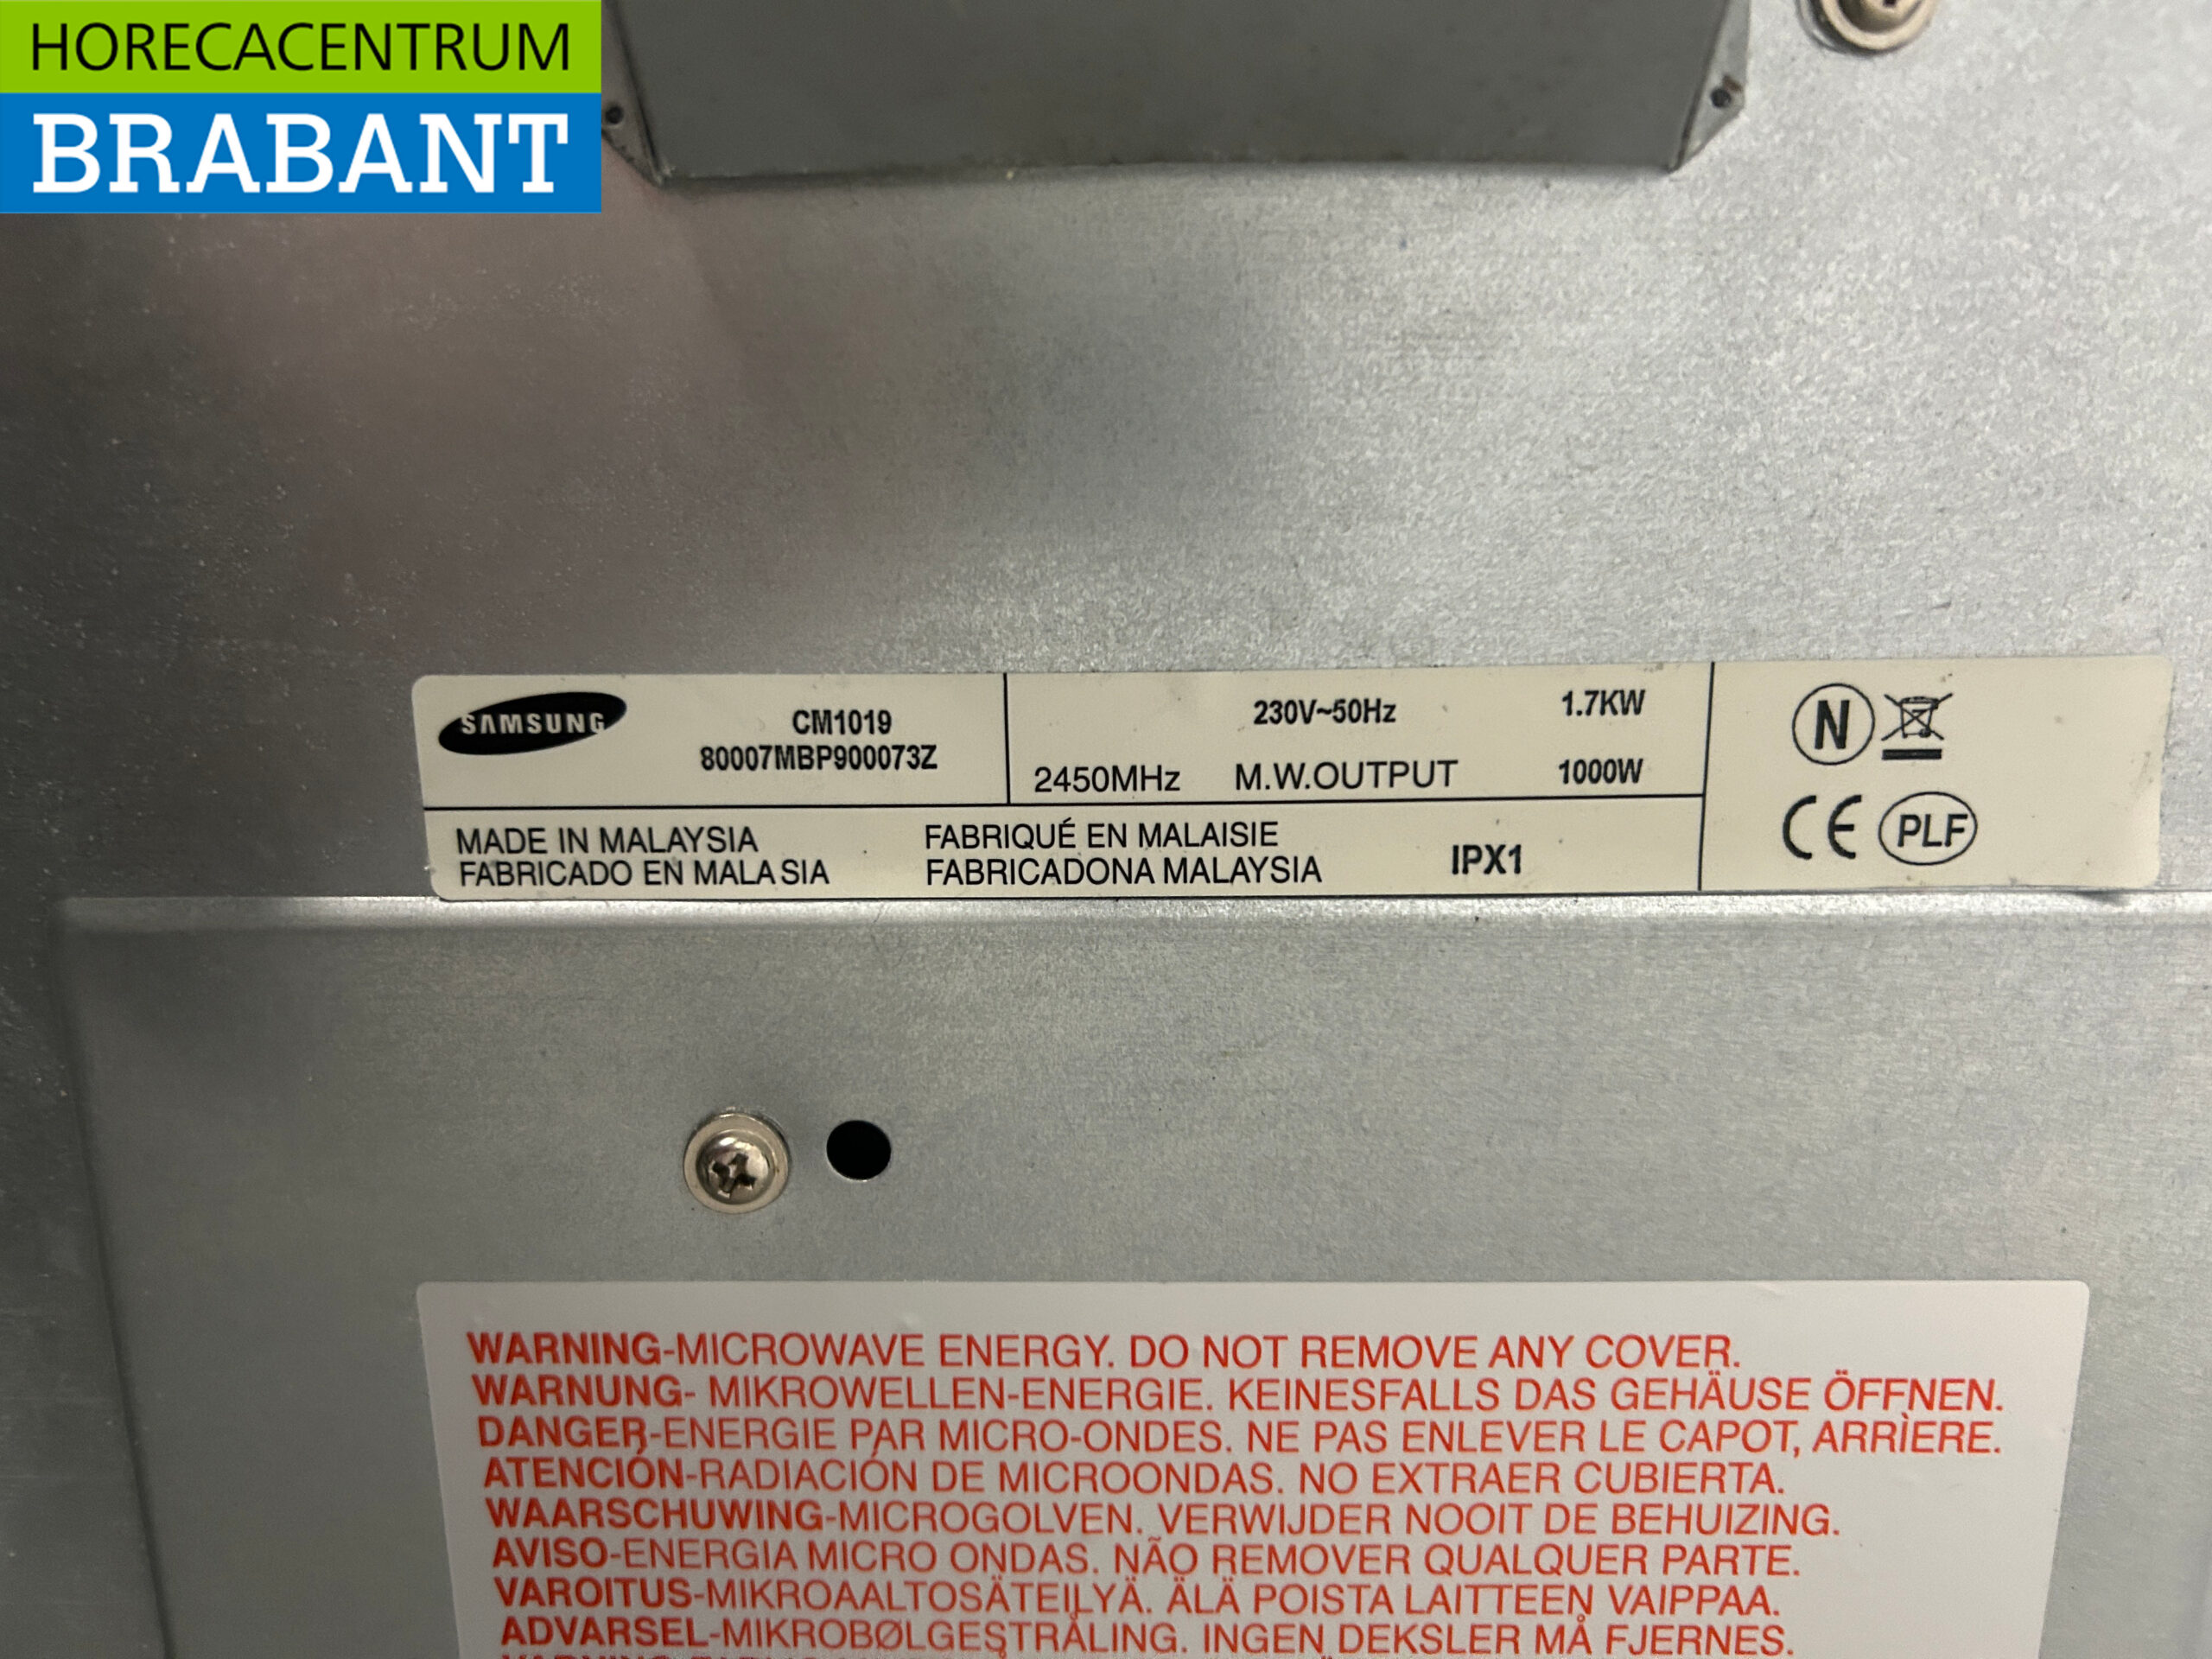 HORECACENTRUM
BRABANT
SAMSUNG
CM1019
80007MBP900073Z
230V~50Hz 1.7KW
2450MHz M.W.OUTPUT 1000W
MADE IN MALAYSIA FABRIQUÉ EN MALAISIE
FABRICADO EN MALASIA FABRICADONA MALAYSIA
IPX1
N
CE PLF
WARNING-MICROWAVE ENERGY. DO NOT REMOVE ANY COVER.
WARNUNG- MIKROWELLEN-ENERGIE. KEINESFALLS DAS GEHÄUSE ÖFFNEN.
DANGER-ENERGIE PAR MICRO-ONDES. NE PAS ENLEVER LE CAPOT, ARRÌERE.
ATENCIÓN-RADIACIÓN DE MICROONDAS. NO EXTRAER CUBIERTA.
WAARSCHUWING-MICROGOLVEN. VERWIJDER NOOIT DE BEHUIZING.
AVISO-ENERGIA MICRO ONDAS. NÃO REMOVER QUALQUER PARTE.
VAROITUS-MIKROAALTOSÄTEILYÄ. ÄLÄ POISTA LAITTEEN VAIPPAA.
ADVARSEL-MIKROBØLGESTRÅLING. INGEN DEKSLER MÅ FJERNES.